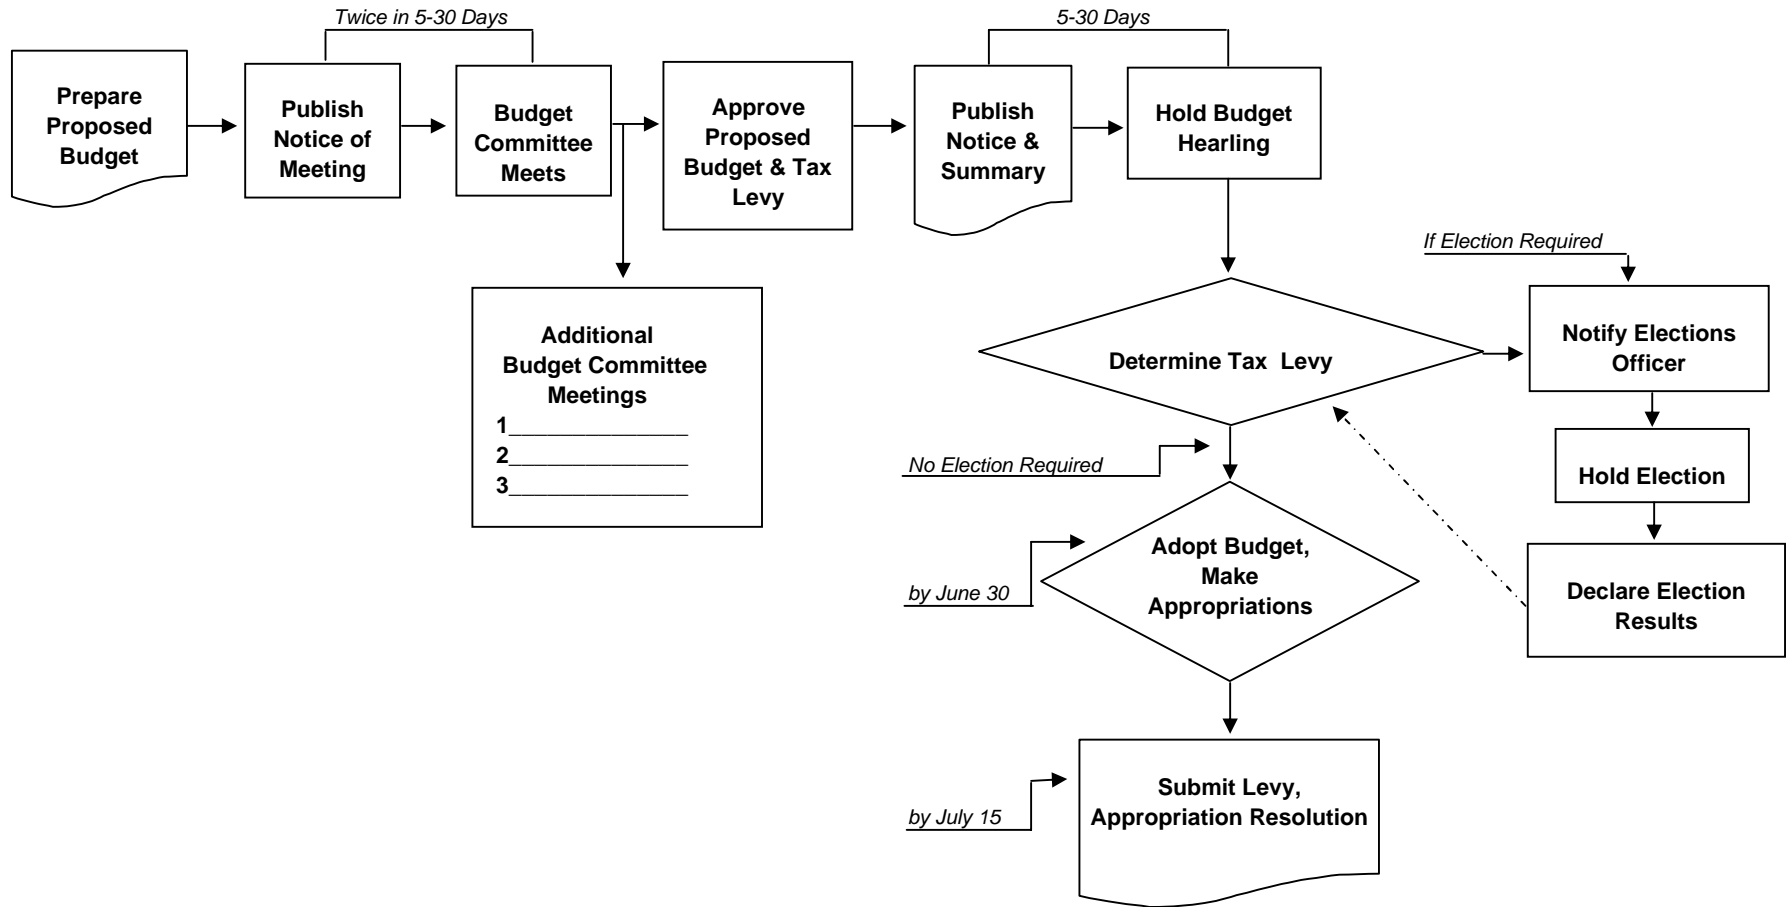 Twice in 5-30 Days
5-30 Days
Prepare
Proposed
Budget
Publish
Notice of
Meeting
Budget
Committee
Meets
Approve
Proposed
Budget & Tax
Levy
Publish
Notice &
Summary
Hold Budget
Hearling
If Election Required
Additional
Budget Committee
Meetings
1_______________
2_______________
3_______________
Determine Tax Levy
Notify Elections
Officer
No Election Required
Hold Election
by June 30
Adopt Budget,
Make
Appropriations
Declare Election
Results
by July 15
Submit Levy,
Appropriation Resolution